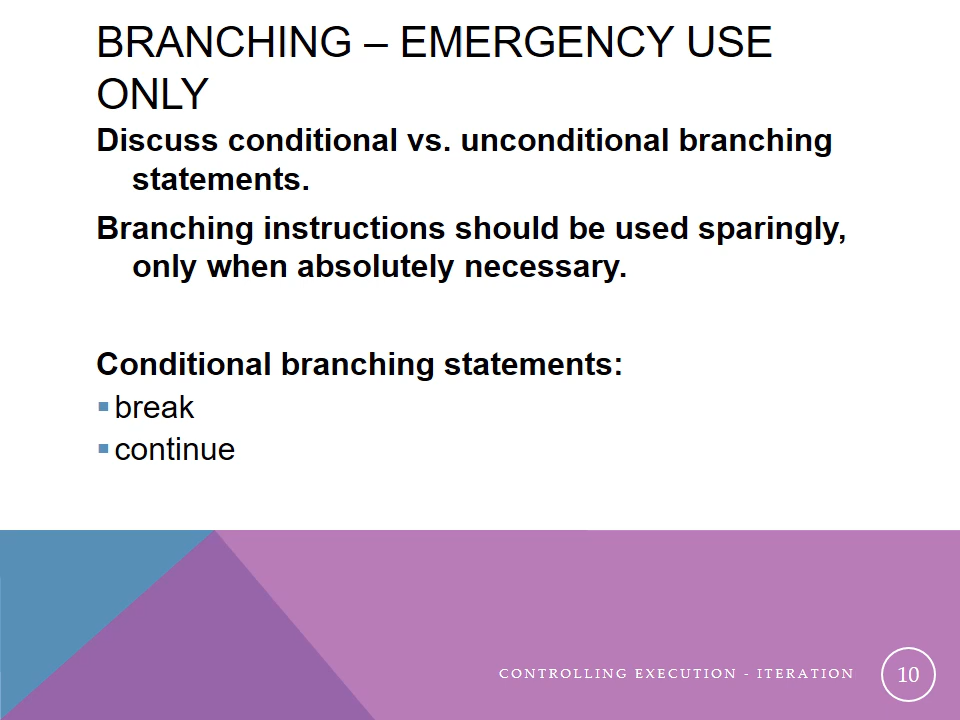 BRANCHING – EMERGENCY USE
ONLY
Discuss conditional vs. unconditional branching
statements.
Branching instructions should be used sparingly,
only when absolutely necessary.
Conditional branching statements:
▪break
▪continue
CONTROLLING EXECUTION - ITERATION
10